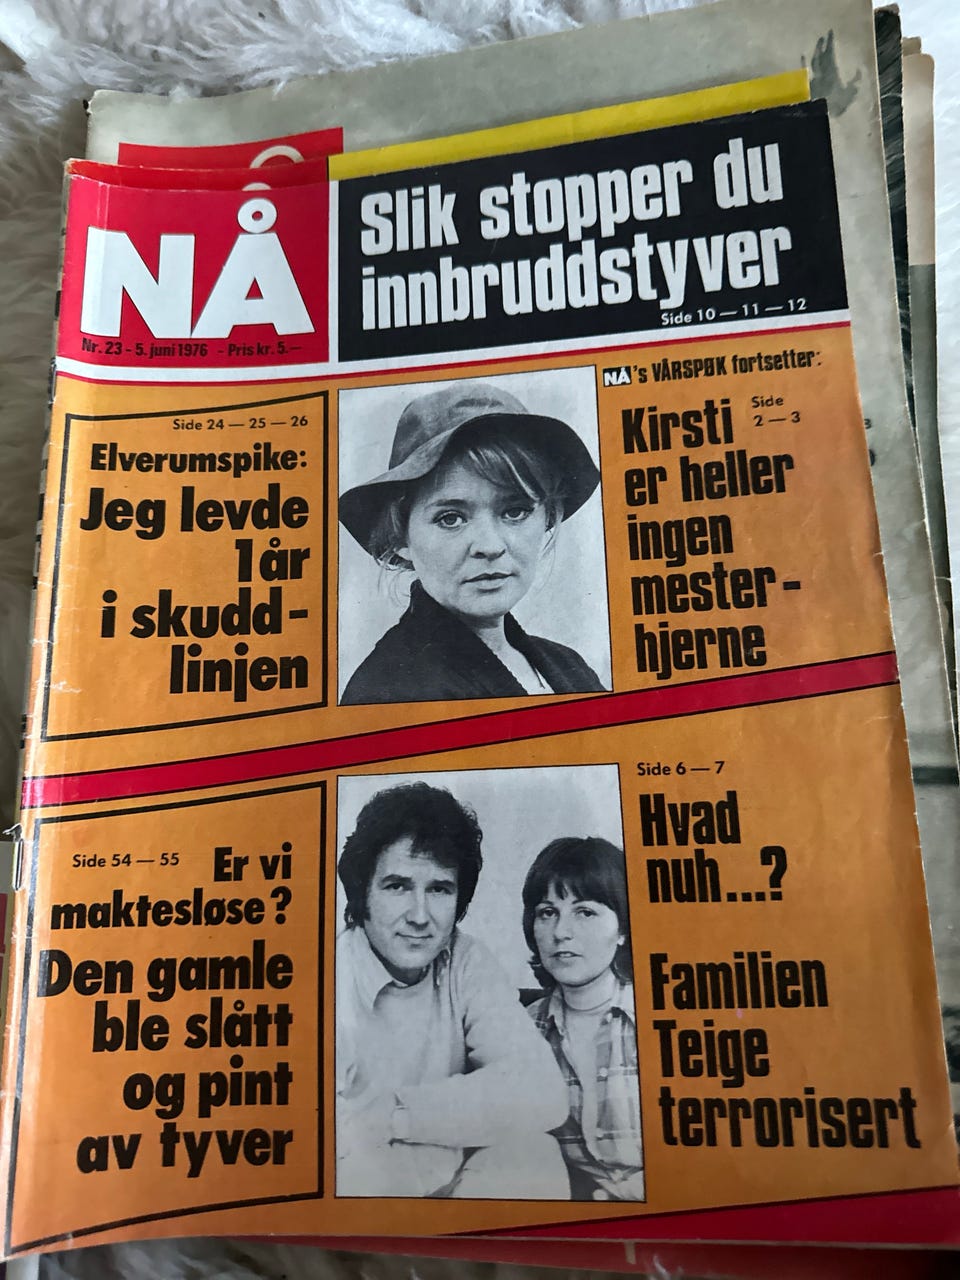 NÅ
Nr. 23 - 5. juni 1976 - Pris kr. 5.—
Slik stopper du
innbruddstyver
Side 10 — 11 — 12
Side 24 — 25 — 26
Elverumspike:
Jeg levde
1 år
i skudd-
linjen
NÅ's VÅRSPØK fortsetter:
Kirsti
Side
2 — 3
er heller
ingen
mester-
hjerne
Side 54 — 55
Er vi
maktesløse?
Den gamle
ble slått
og pint
av tyver
Side 6 — 7
Hvad
nuh...?
Familien
Teige
terrorisert